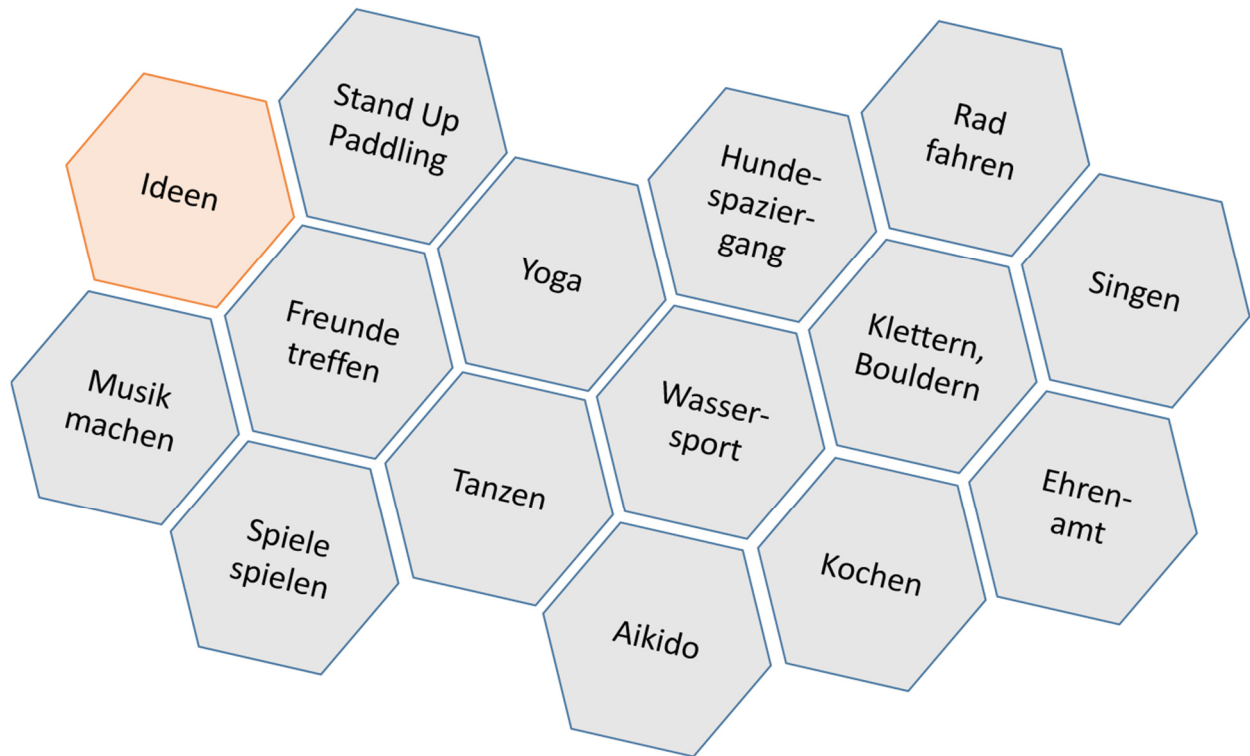 Ideen
Stand Up
Paddling
Hunde-
spazier-
gang
Rad
fahren
Yoga
Singen
Freunde
treffen
Klettern,
Bouldern
Musik
machen
Wasser-
sport
Tanzen
Ehren-
amt
Spiele
spielen
Kochen
Aikido